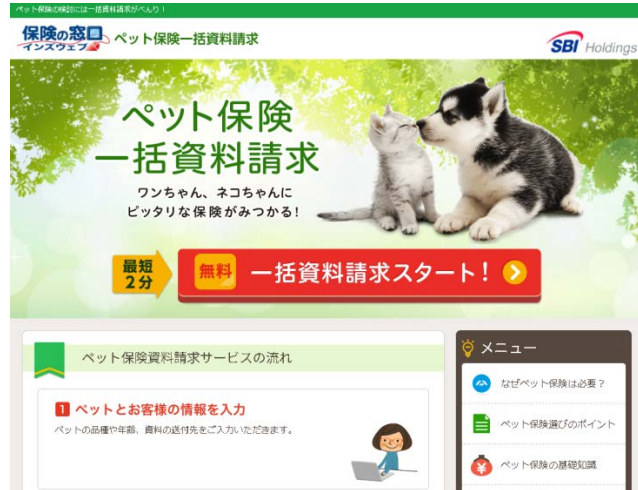 ペット保険の検討には一括資料請求がべんり！
保険の窓口
インズウェブ
ペット保険一括資料請求
SBI Holdings
ペット保険
一括資料請求
ワンちゃん、ネコちゃんに
ピッタリな保険がみつかる！
最短
2分
無料 一括資料請求スタート！
ペット保険資料請求サービスの流れ
1 ペットとお客様の情報を入力
ペットの品種や年齢、資料の送付先をご入力いただきます。
メニュー
なぜペット保険は必要？
ペット保険選びのポイント
ペット保険の基礎知識